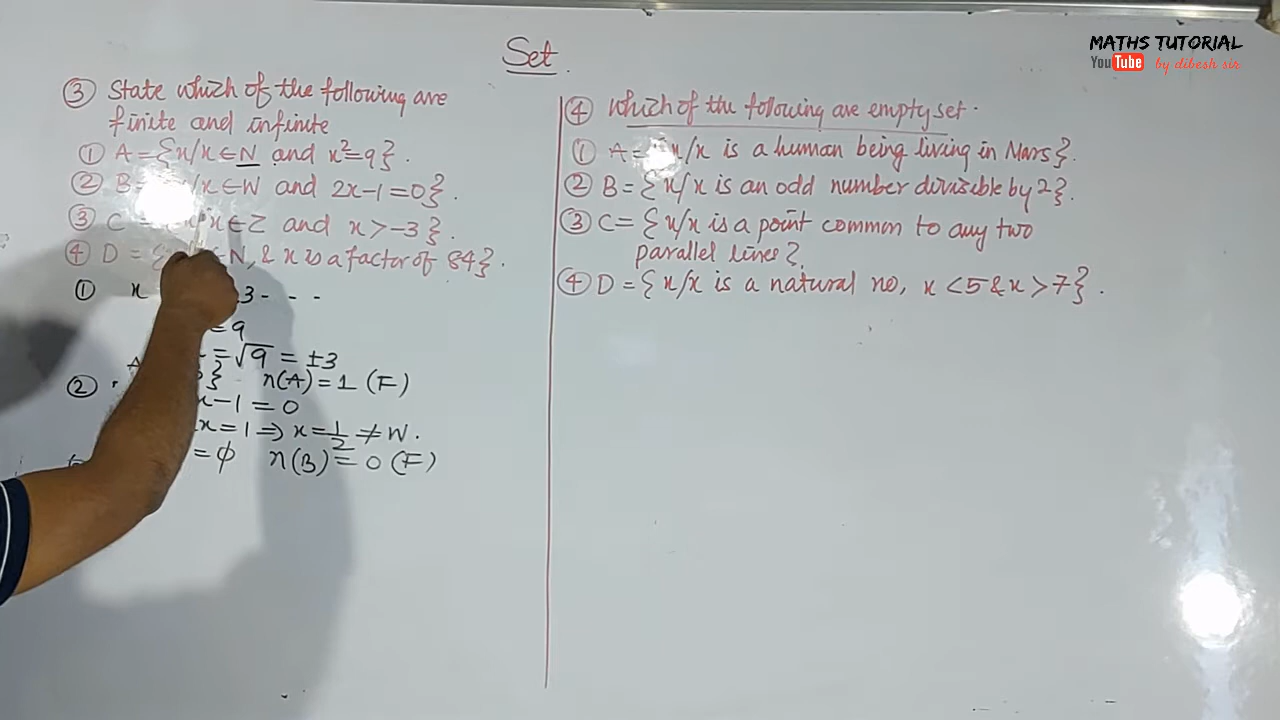 MATHS TUTORIAL
YouTube by dibesh sir
Set
③ State which of the following are
finite and infinite
① A = {x/x ∈ N and x² = 9}.
② B = x/x ∈ W and 2x-1 = 0}.
③ C = x ∈ Z and x > -3}.
④ D = { ∈ N, & x is a factor of 84}.
① x 3 - - -
= 9
= √9 = ±3
} n(A) = 1 (F)
② x - 1 = 0
x = 1 ⇒ x = 1/2 ≠ W.
= ϕ n(B) = 0 (F)
④ which of the following are empty set.
① A = x/x is a human being living in Mars}.
② B = {x/x is an odd number divisible by 2}.
③ C = {x/x is a point common to any two
parallel lines}.
④ D = {x/x is a natural no, x < 5 & x > 7}.